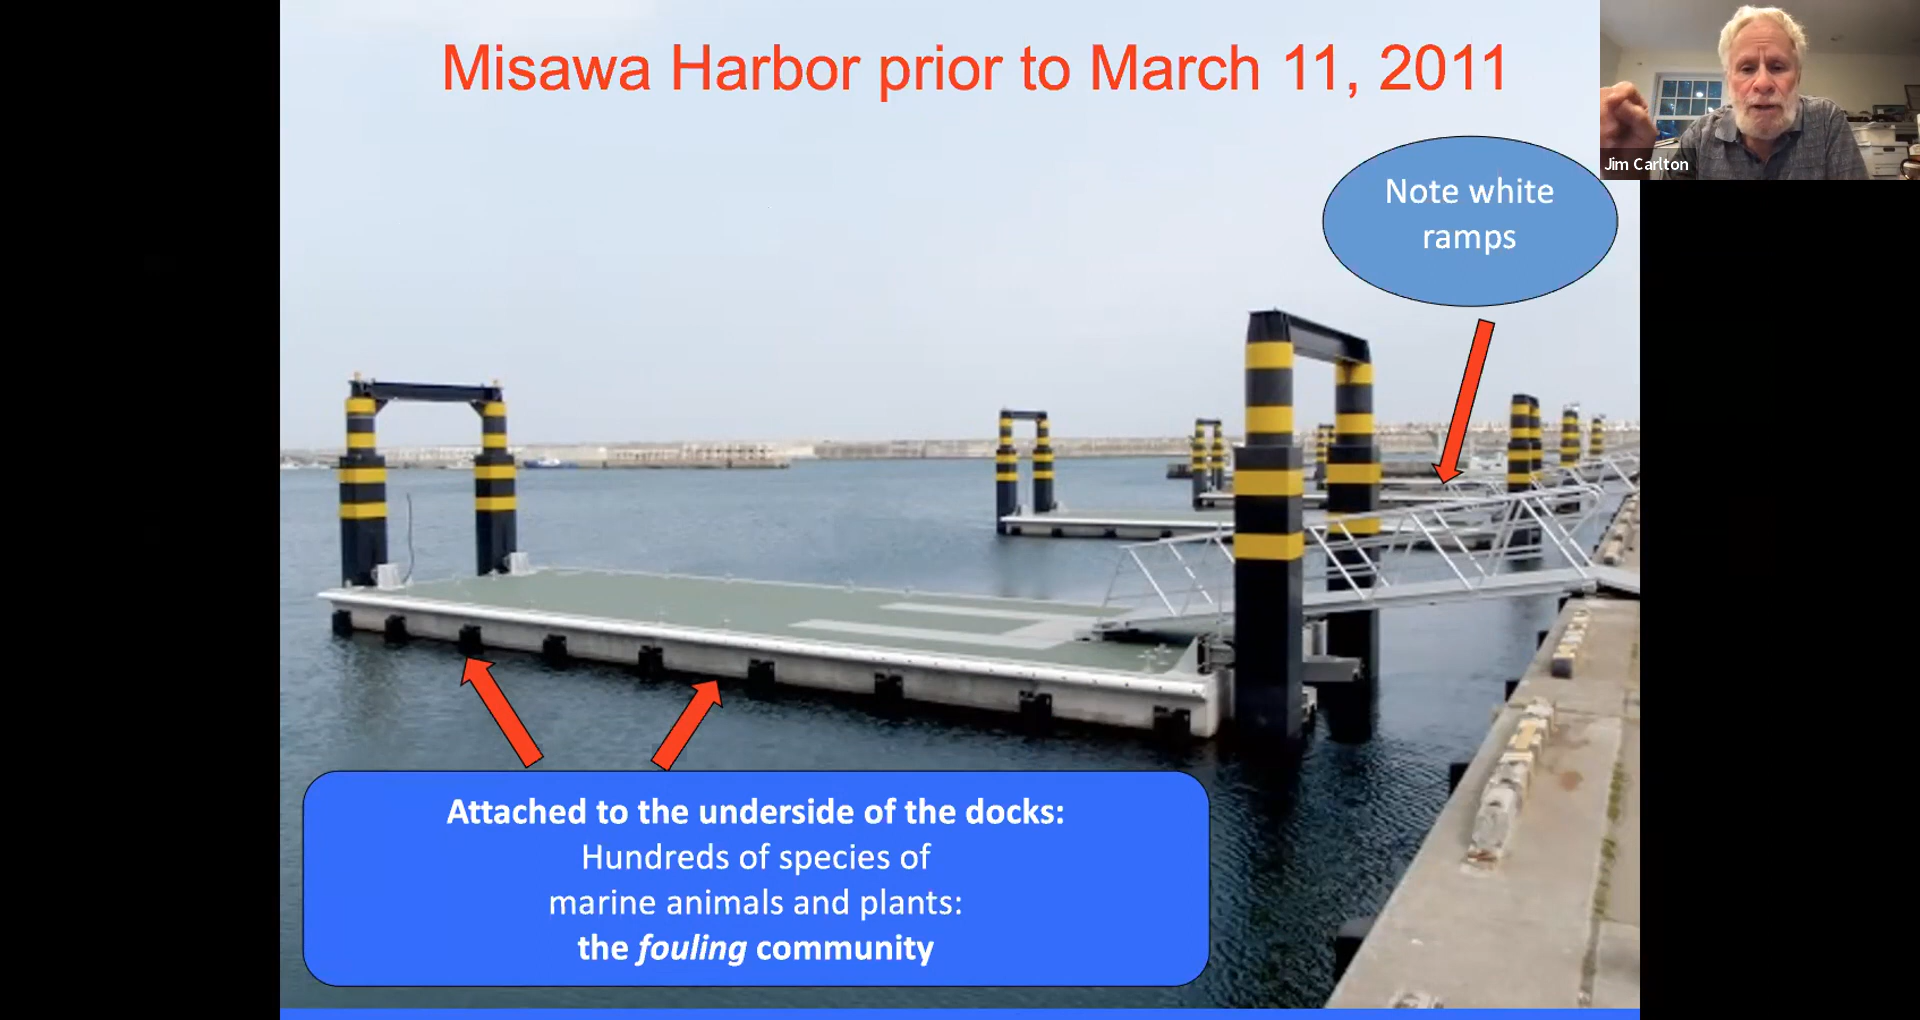 Misawa Harbor prior to March 11, 2011
Jim Carlton
Note white
ramps
Attached to the underside of the docks:
Hundreds of species of
marine animals and plants:
the fouling community